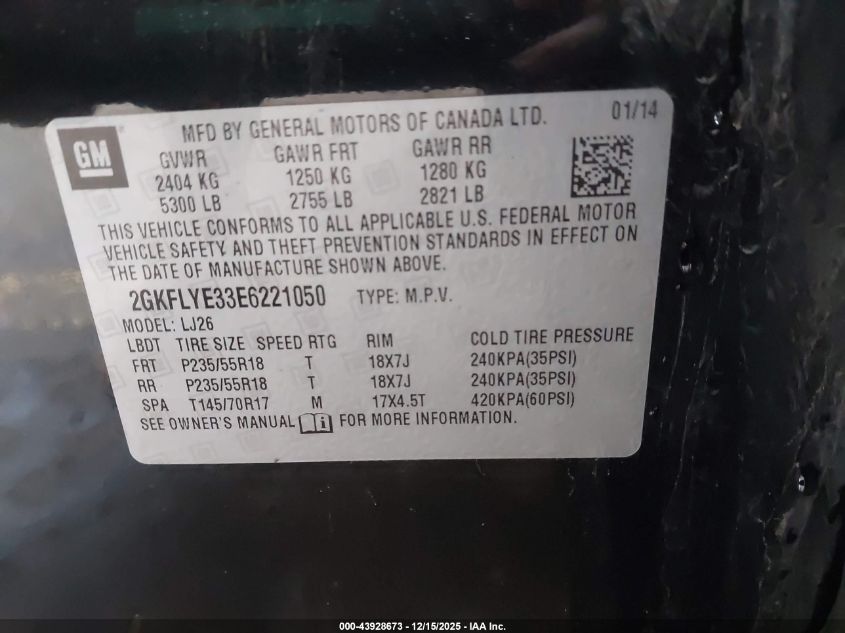 GM
MFD BY GENERAL MOTORS OF CANADA LTD. 01/14
GVWR GAWR FRT GAWR RR
2404 KG 1250 KG 1280 KG
5300 LB 2755 LB 2821 LB
THIS VEHICLE CONFORMS TO ALL APPLICABLE U.S. FEDERAL MOTOR
VEHICLE SAFETY AND THEFT PREVENTION STANDARDS IN EFFECT ON
THE DATE OF MANUFACTURE SHOWN ABOVE.
2GKFLYE33E6221050 TYPE: M.P.V.
MODEL: LJ26
LBDT TIRE SIZE SPEED RTG RIM COLD TIRE PRESSURE
FRT P235/55R18 T 18X7J 240KPA(35PSI)
RR P235/55R18 T 18X7J 240KPA(35PSI)
SPA T145/70R17 M 17X4.5T 420KPA(60PSI)
SEE OWNER'S MANUAL i FOR MORE INFORMATION.
000-43928673 - 12/15/2025 - IAA Inc.